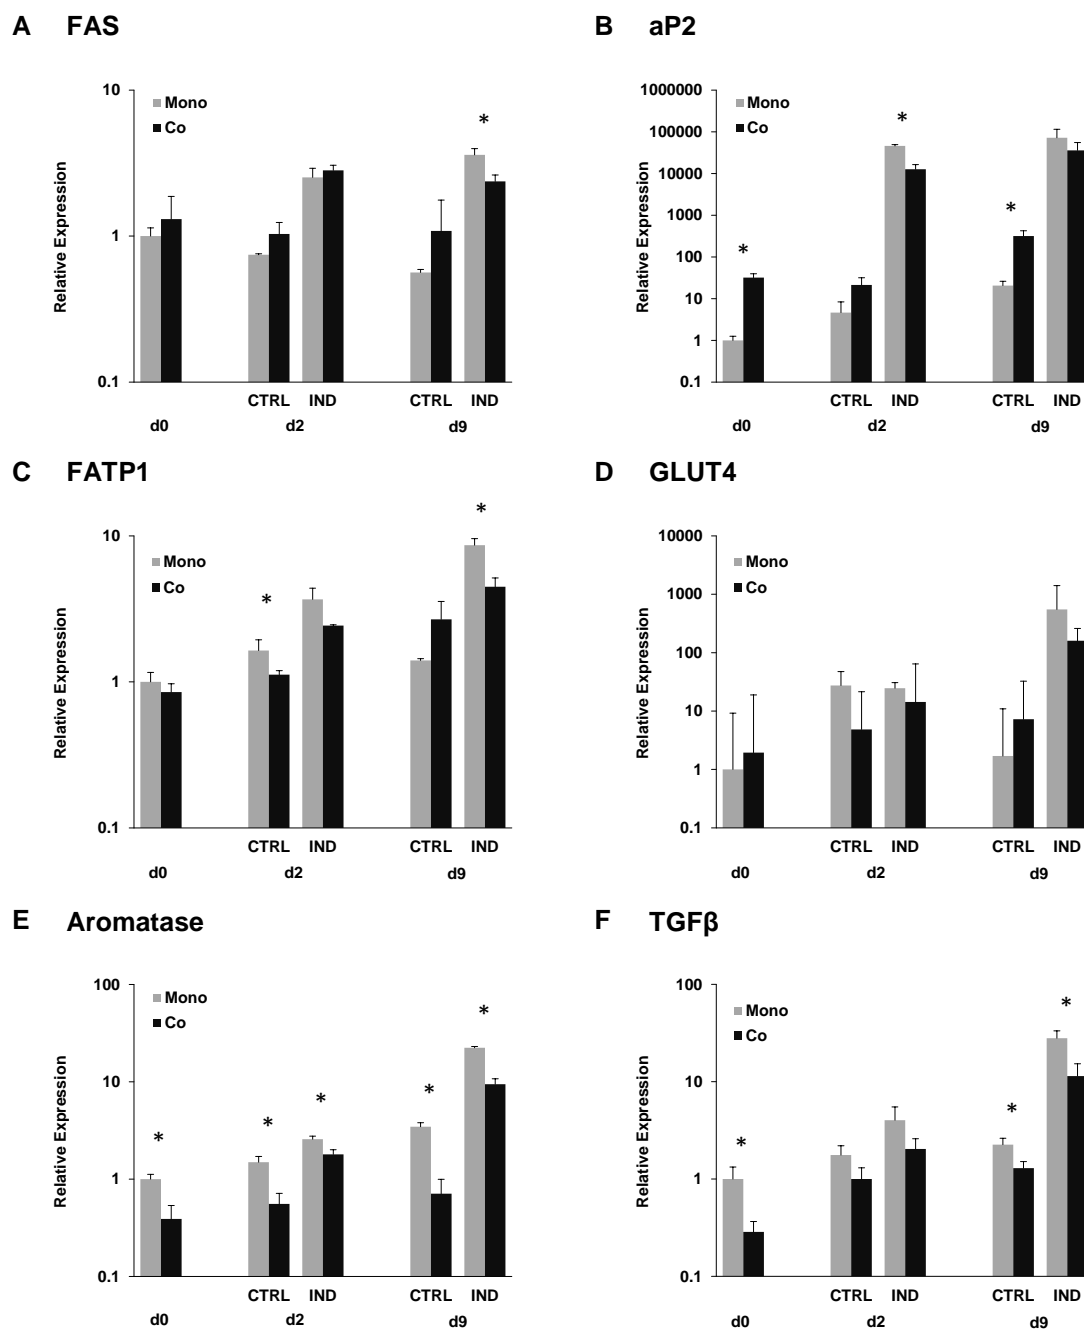 A FAS
10
1
0.1
Relative Expression
Mono
Co
*
CTRL IND CTRL IND
d0 d2 d9
B aP2
1000000
100000
10000
1000
100
10
1
0.1
Relative Expression
Mono
Co
* * *
CTRL IND CTRL IND
d0 d2 d9
C FATP1
10
1
0.1
Relative Expression
Mono
Co
* *
CTRL IND CTRL IND
d0 d2 d9
D GLUT4
10000
1000
100
10
1
0.1
Relative Expression
Mono
Co
CTRL IND CTRL IND
d0 d2 d9
E Aromatase
100
10
1
0.1
Relative Expression
Mono
Co
* * * * *
CTRL IND CTRL IND
d0 d2 d9
F TGFβ
100
10
1
0.1
Relative Expression
Mono
Co
* * *
CTRL IND CTRL IND
d0 d2 d9